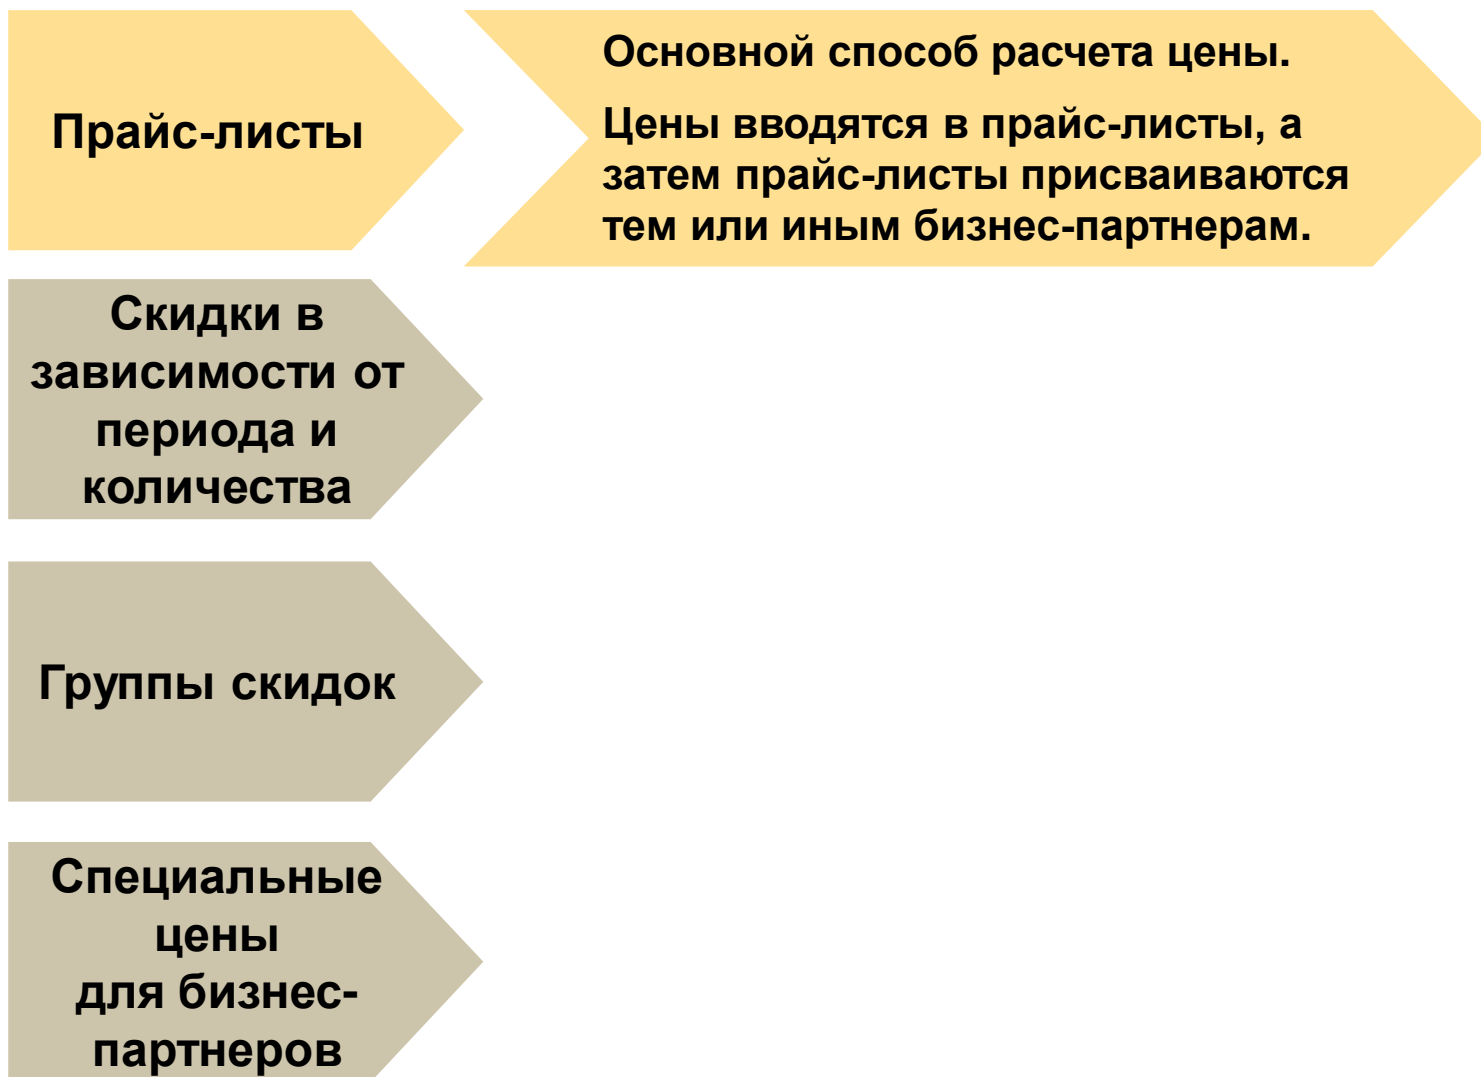 Прайс-листы
Основной способ расчета цены.
Цены вводятся в прайс-листы, а
затем прайс-листы присваиваются
тем или иным бизнес-партнерам.
Скидки в
зависимости от
периода и
количества
Группы скидок
Специальные
цены
для бизнес-
партнеров